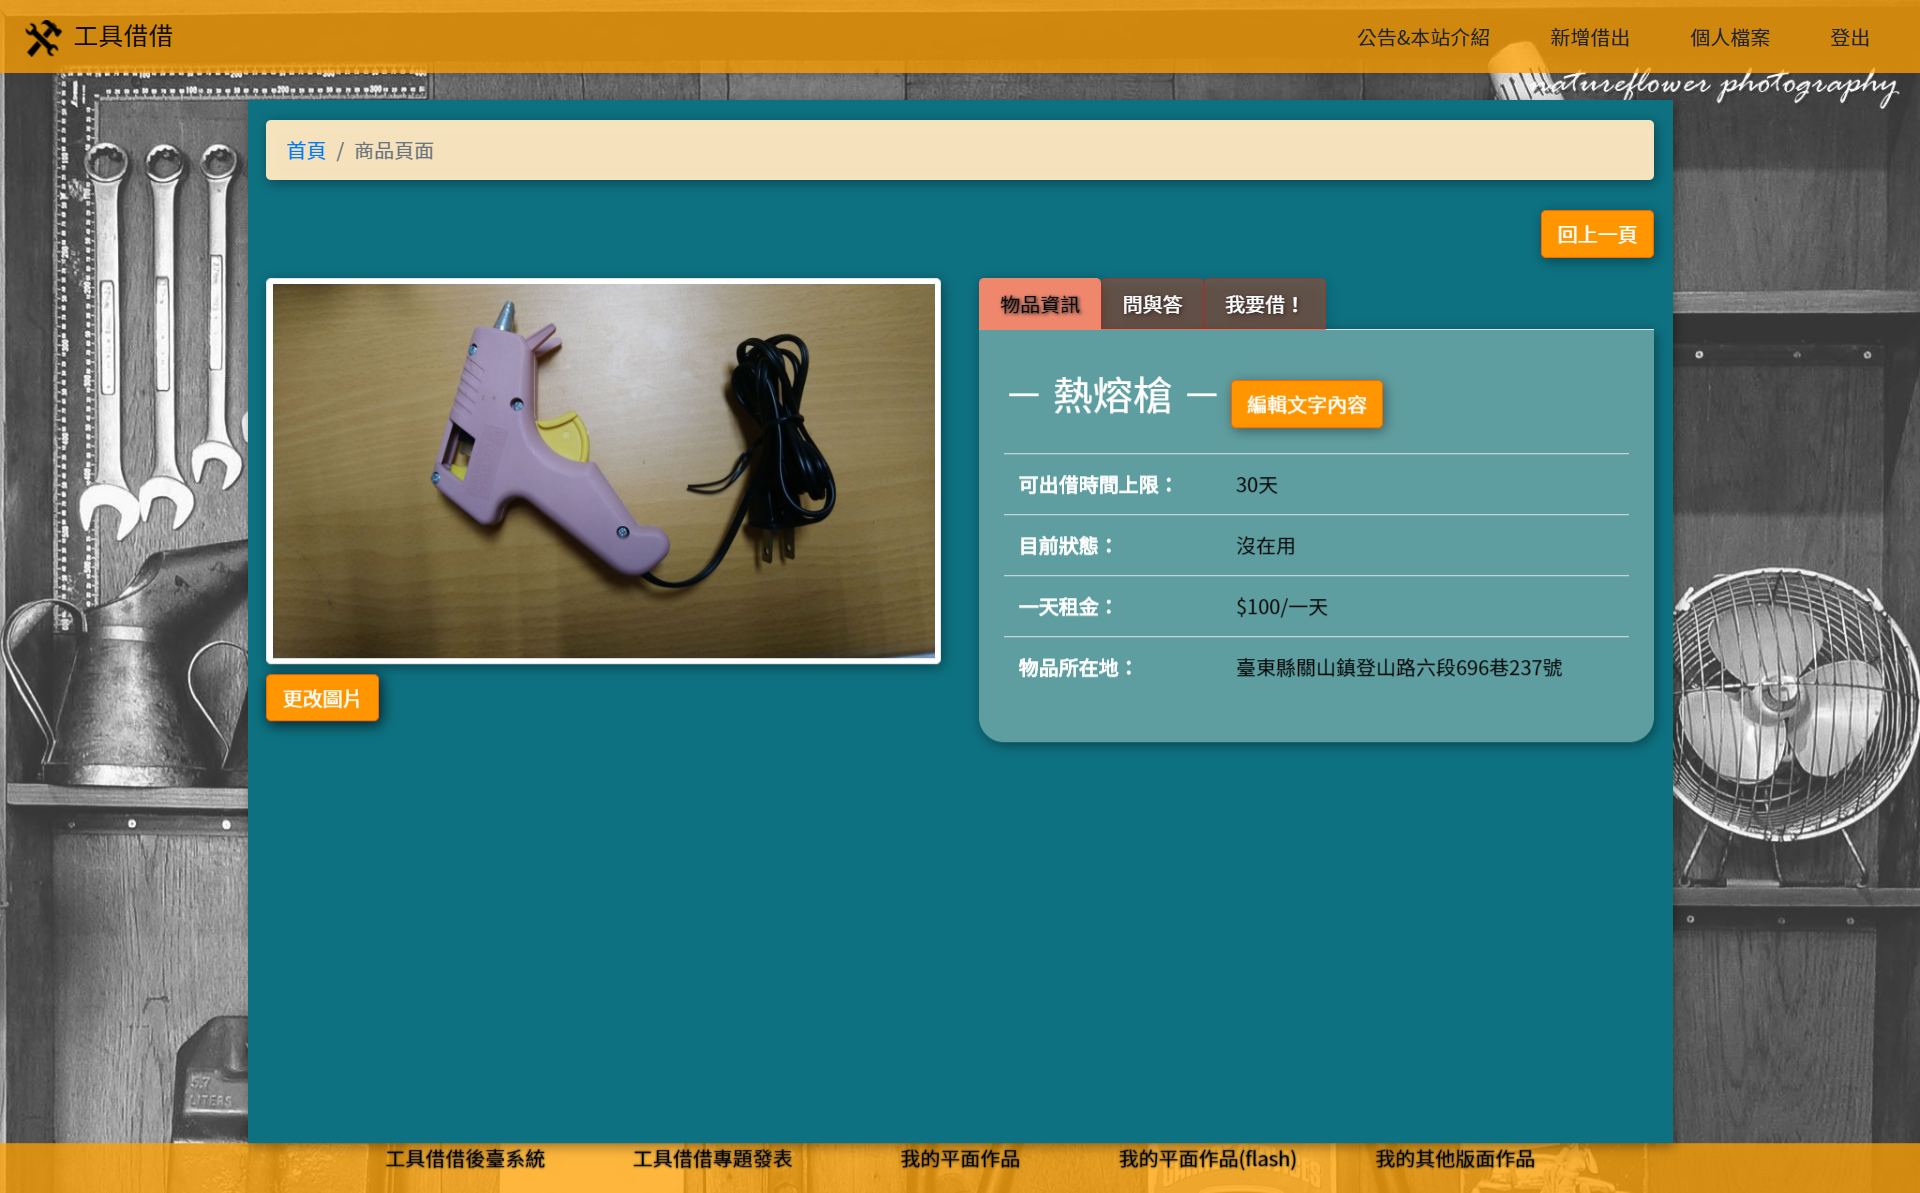 工具借借
公告&本站介紹
新增借出
個人檔案
登出
natureflower photography
首頁 / 商品頁面
回上一頁
物品資訊
問與答
我要借！
— 熱熔槍 —
編輯文字內容
可出借時間上限：
30天
目前狀態：
沒在用
一天租金：
$100/一天
物品所在地：
臺東縣關山鎮登山路六段696巷237號
更改圖片
5.7
LITERS
工具借借後臺系統
工具借借專題發表
我的平面作品
我的平面作品(flash)
我的其他版面作品